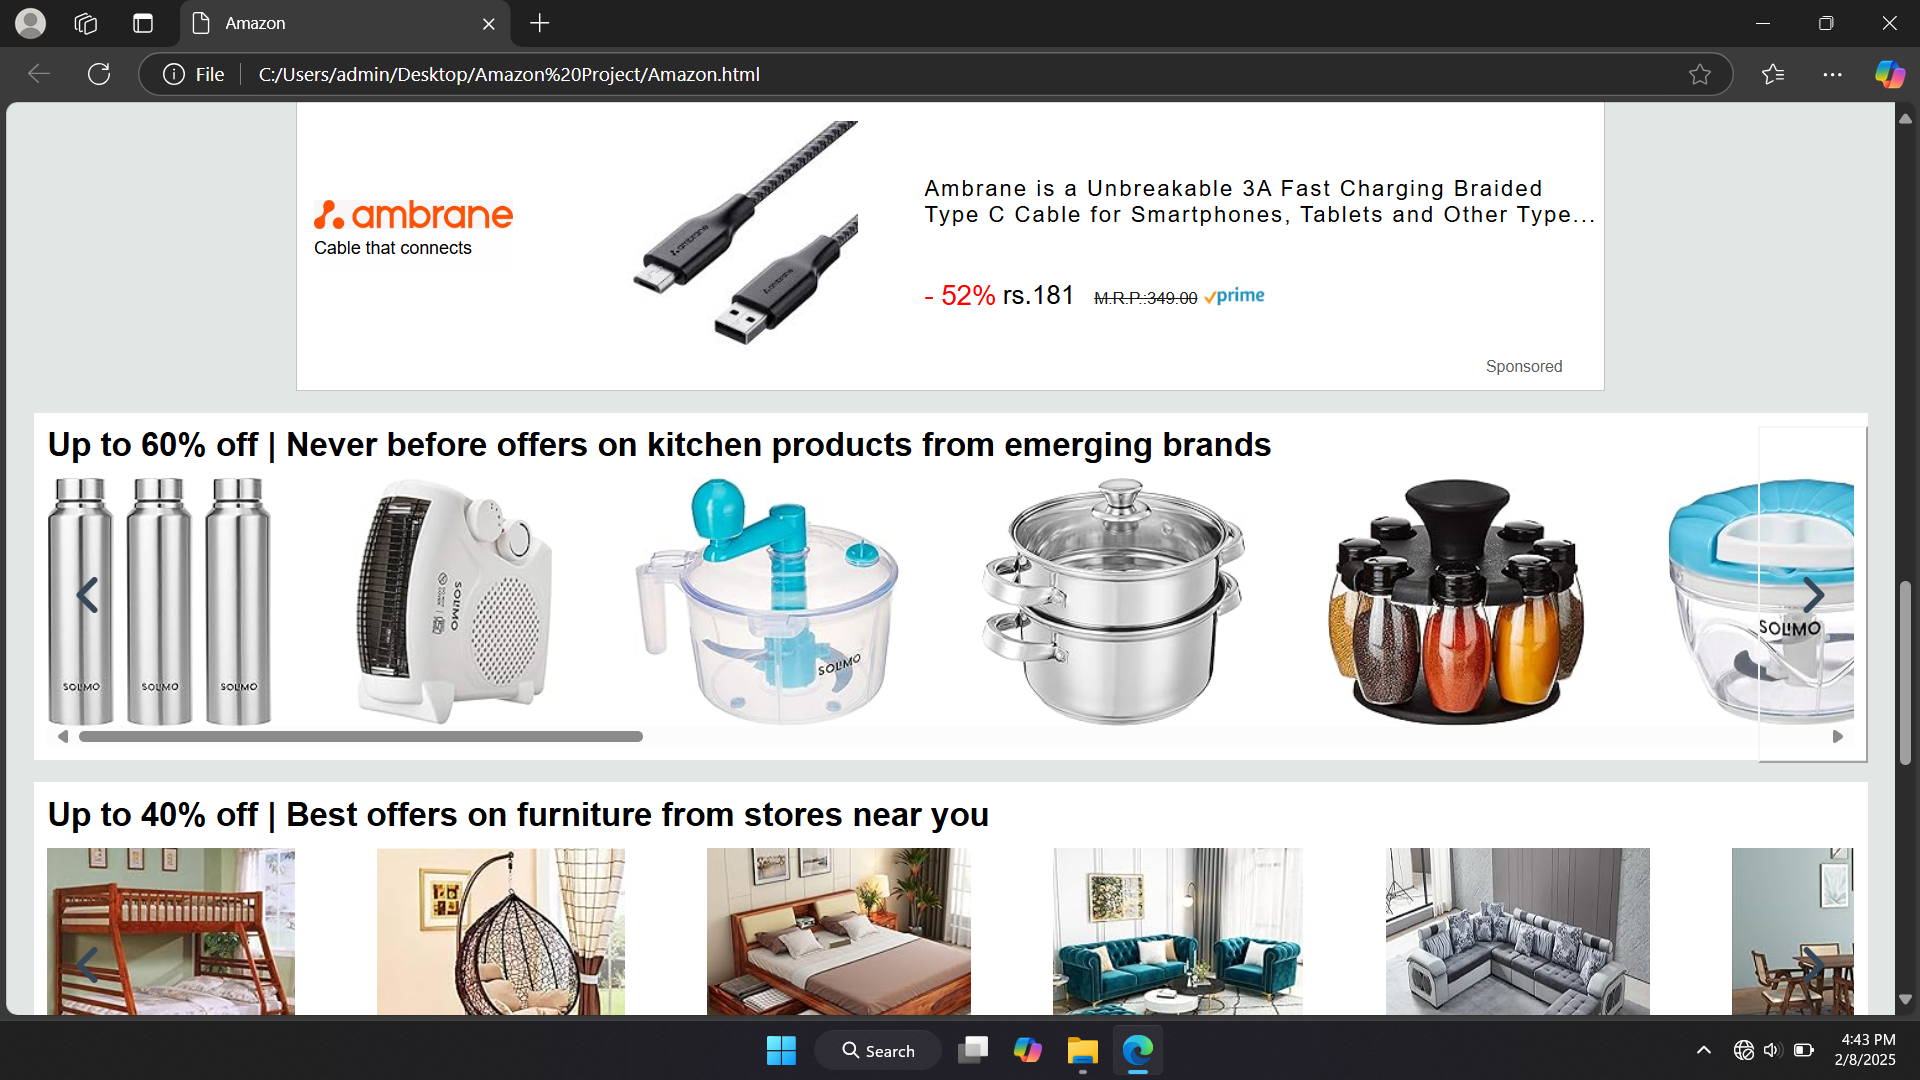 Amazon
File
C:/Users/admin/Desktop/Amazon%20Project/Amazon.html
ambrane
Cable that connects
Ambrane
Ambrane
Ambrane is a Unbreakable 3A Fast Charging Braided
Type C Cable for Smartphones, Tablets and Other Type...
- 52% rs.181 M.R.P.:349.00 prime
Sponsored
Up to 60% off | Never before offers on kitchen products from emerging brands
SOLIMO
SOLIMO
SOLIMO
SOLIMO
SOLIMO
SOLIMO
Up to 40% off | Best offers on furniture from stores near you
Search
4:43 PM
2/8/2025